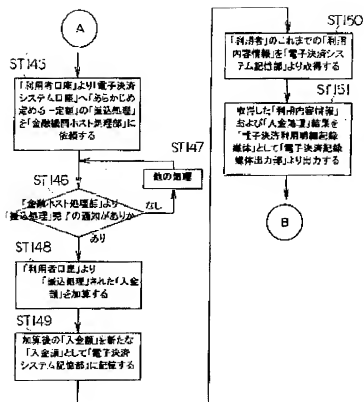 A
ST145
「利用者口座」より「電子決済
システム口座」へ「あらかじめ
定める一定額」の「振込処理」
を「金融機関ホスト処理部」に
依頼する
ST147
他の処理
ST146
「金融ホスト処理部」より
「振込処理」完了の通知がありか
なし
あり
ST148
「利用者口座」より
「振込処理」された「入金
額」を加算する
ST149
加算後の「入金額」を新たな
「入金額」として「電子決済
システム記憶部」に記憶する
ST150
「利用者」のこれまでの「利用
内容情報」を「電子決済シス
テム記憶部」より取得する
ST151
取得した「利用内容情報」
および「入金処理」結果を
「電子決済利用明細記録
媒体」として「電子決済記録
媒体出力部」より出力する
B